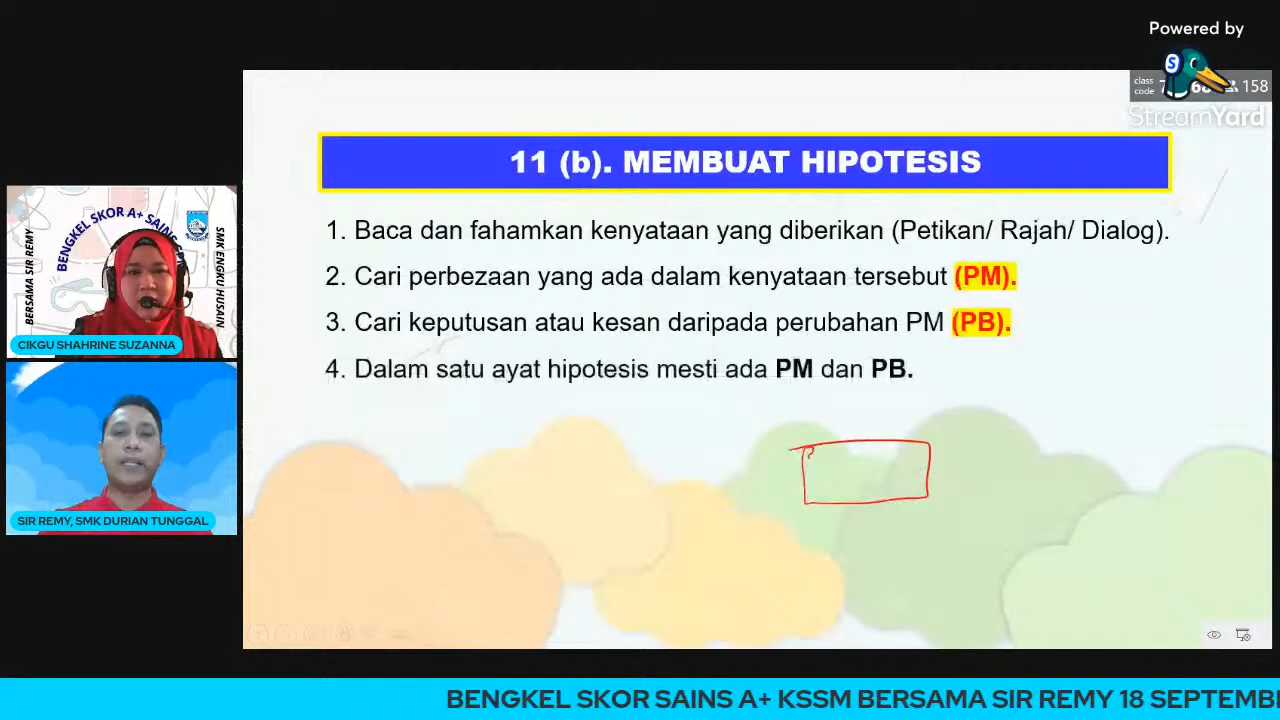 Powered by
class
code
158
StreamYard
11 (b). MEMBUAT HIPOTESIS
1. Baca dan fahamkan kenyataan yang diberikan (Petikan/ Rajah/ Dialog).
2. Cari perbezaan yang ada dalam kenyataan tersebut (PM).
3. Cari keputusan atau kesan daripada perubahan PM (PB).
4. Dalam satu ayat hipotesis mesti ada PM dan PB.
BENGKEL SKOR A+ SAINS
BERSAMA SIR REMY
SMK ENGKU HUSAIN
CIKGU SHAHRINE SUZANNA
SIR REMY, SMK DURIAN TUNGGAL
BENGKEL SKOR SAINS A+ KSSM BERSAMA SIR REMY 18 SEPTEMB